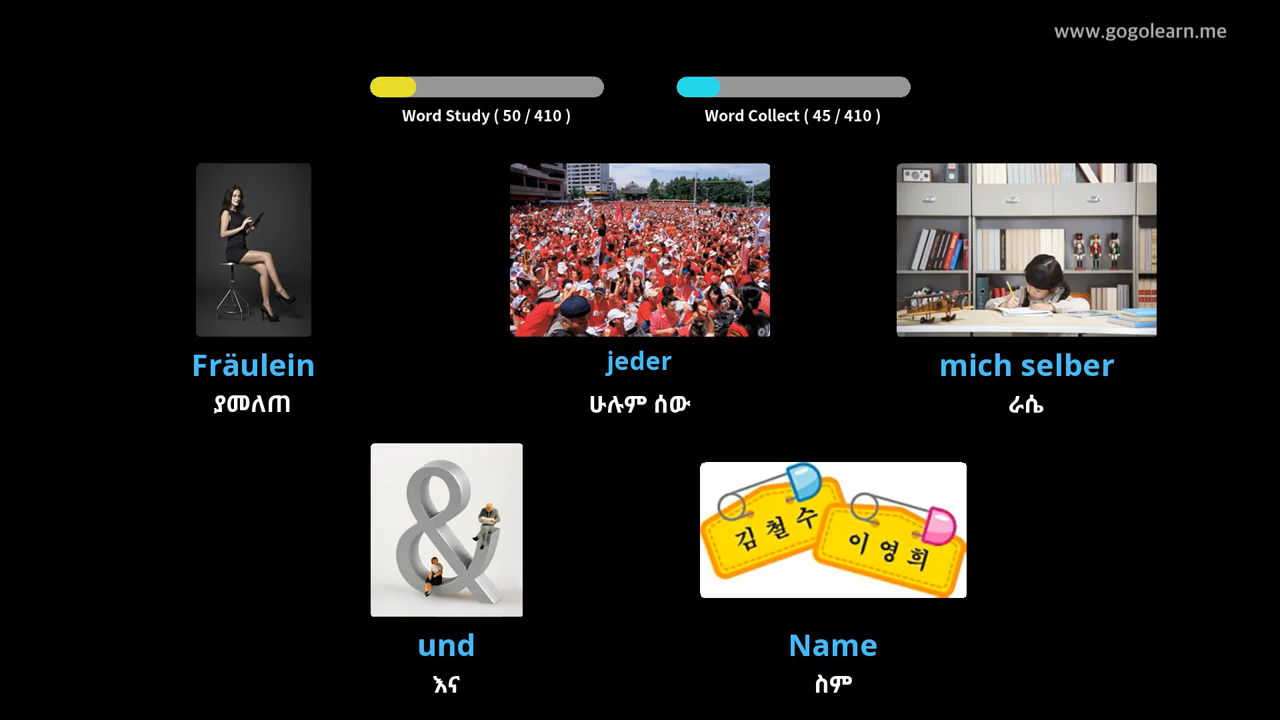 www.gogolearn.me
Word Study ( 50 / 410 )
Word Collect ( 45 / 410 )
Fräulein
ያመለጠ
jeder
ሁሉም ሰው
mich selber
ራሴ
김철수
이영희
und
እና
Name
ስም